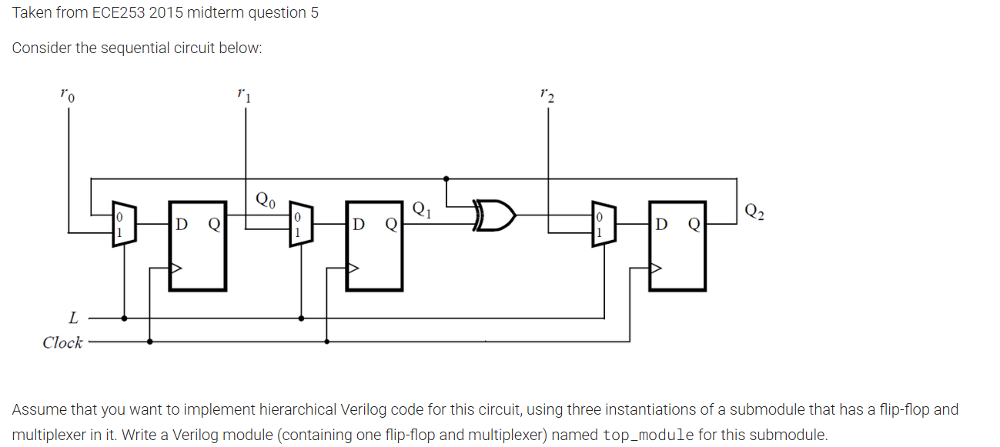 Taken from ECE253 2015 midterm question 5
Consider the sequential circuit below:
r0 r1 r2
Q0 Q1 Q2
0 1 D Q
0 1 D Q
0 1 D Q
L
Clock
Assume that you want to implement hierarchical Verilog code for this circuit, using three instantiations of a submodule that has a flip-flop and
multiplexer in it. Write a Verilog module (containing one flip-flop and multiplexer) named top_module for this submodule.